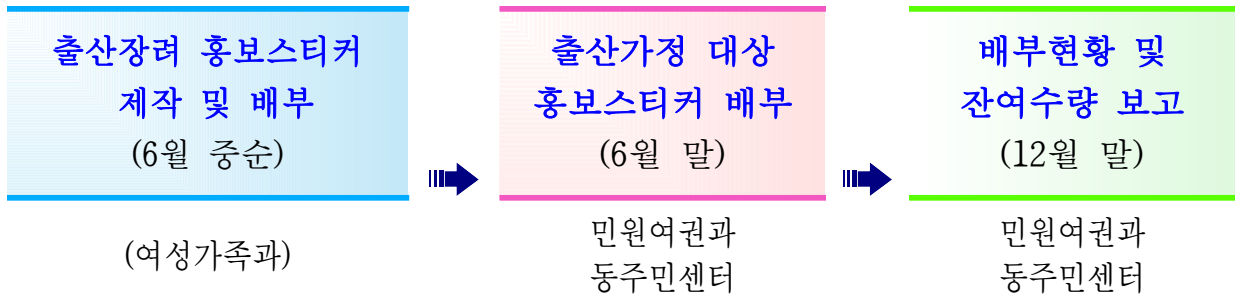 출산장려 홍보스티커
제작 및 배부
(6월 중순)
(여성가족과)
출산가정 대상
홍보스티커 배부
(6월 말)
민원여권과
동주민센터
배부현황 및
잔여수량 보고
(12월 말)
민원여권과
동주민센터